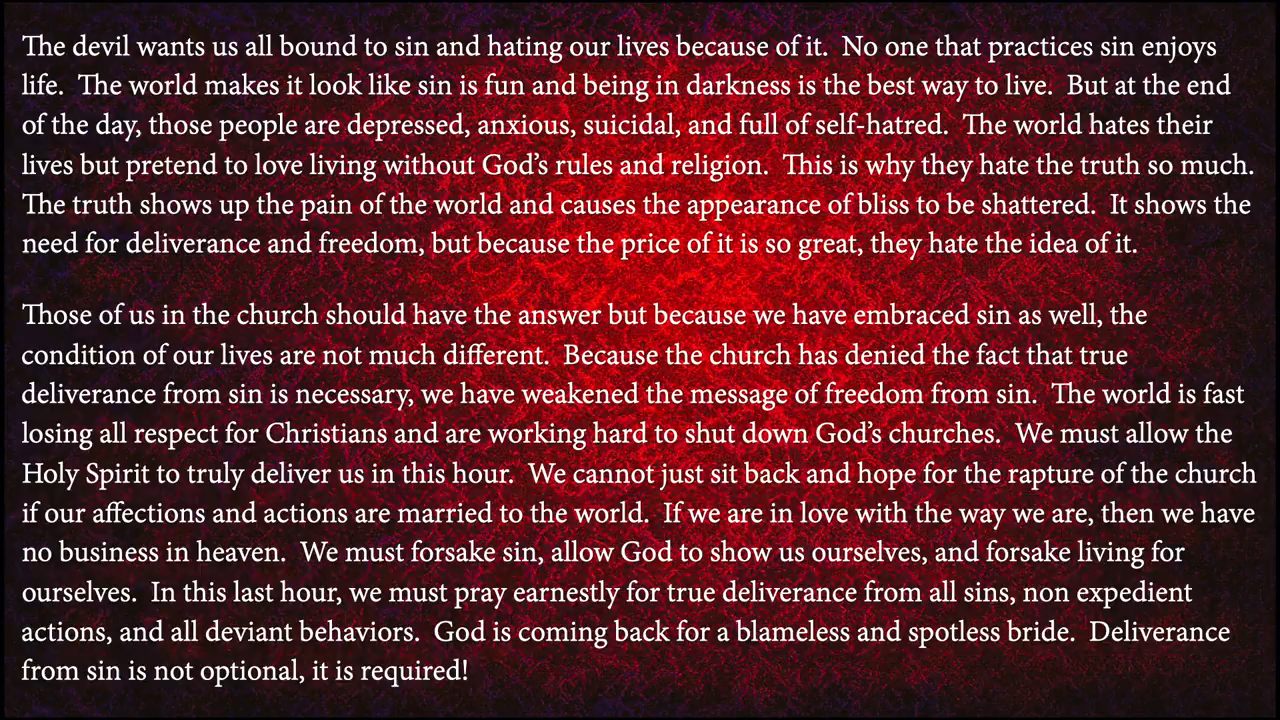 The devil wants us all bound to sin and hating our lives because of it.  No one that practices sin enjoys
life.  The world makes it look like sin is fun and being in darkness is the best way to live.  But at the end
of the day, those people are depressed, anxious, suicidal, and full of self-hatred.  The world hates their
lives but pretend to love living without God’s rules and religion.  This is why they hate the truth so much.
The truth shows up the pain of the world and causes the appearance of bliss to be shattered.  It shows the
need for deliverance and freedom, but because the price of it is so great, they hate the idea of it.
Those of us in the church should have the answer but because we have embraced sin as well, the
condition of our lives are not much different.  Because the church has denied the fact that true
deliverance from sin is necessary, we have weakened the message of freedom from sin.  The world is fast
losing all respect for Christians and are working hard to shut down God’s churches.  We must allow the
Holy Spirit to truly deliver us in this hour.  We cannot just sit back and hope for the rapture of the church
if our affections and actions are married to the world.  If we are in love with the way we are, then we have
no business in heaven.  We must forsake sin, allow God to show us ourselves, and forsake living for
ourselves.  In this last hour, we must pray earnestly for true deliverance from all sins, non expedient
actions, and all deviant behaviors.  God is coming back for a blameless and spotless bride.  Deliverance
from sin is not optional, it is required!